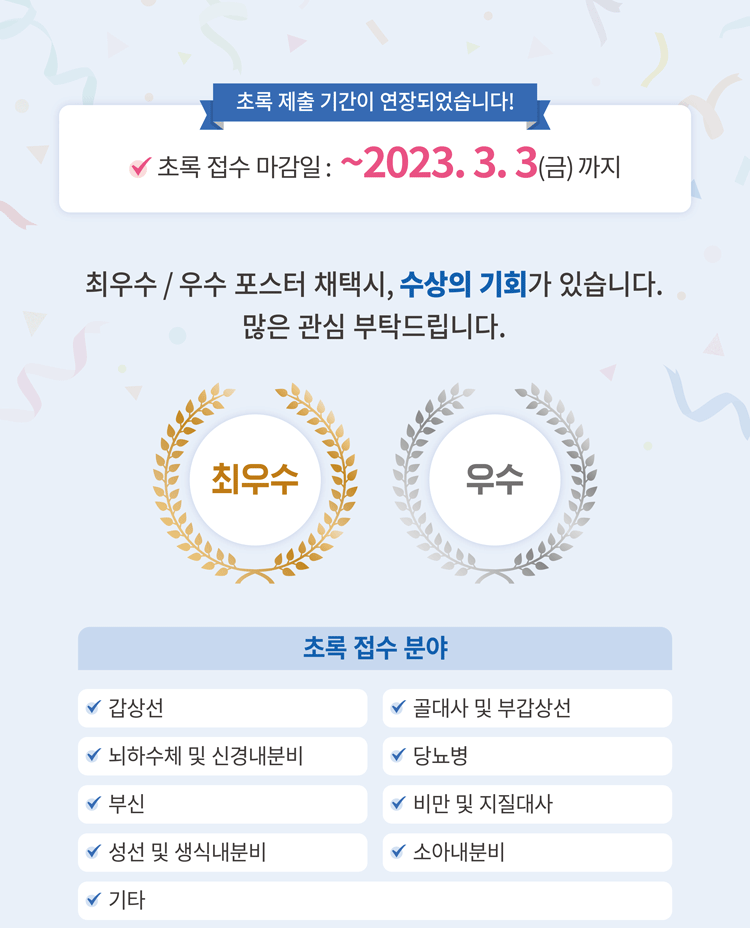 초록 제출 기간이 연장되었습니다!
초록 접수 마감일 : ~2023. 3. 3(금) 까지
최우수 / 우수 포스터 채택시, 수상의 기회가 있습니다.
많은 관심 부탁드립니다.
최우수 우수
초록 접수 분야
갑상선 골대사 및 부갑상선
뇌하수체 및 신경내분비 당뇨병
부신 비만 및 지질대사
성선 및 생식내분비 소아내분비
기타